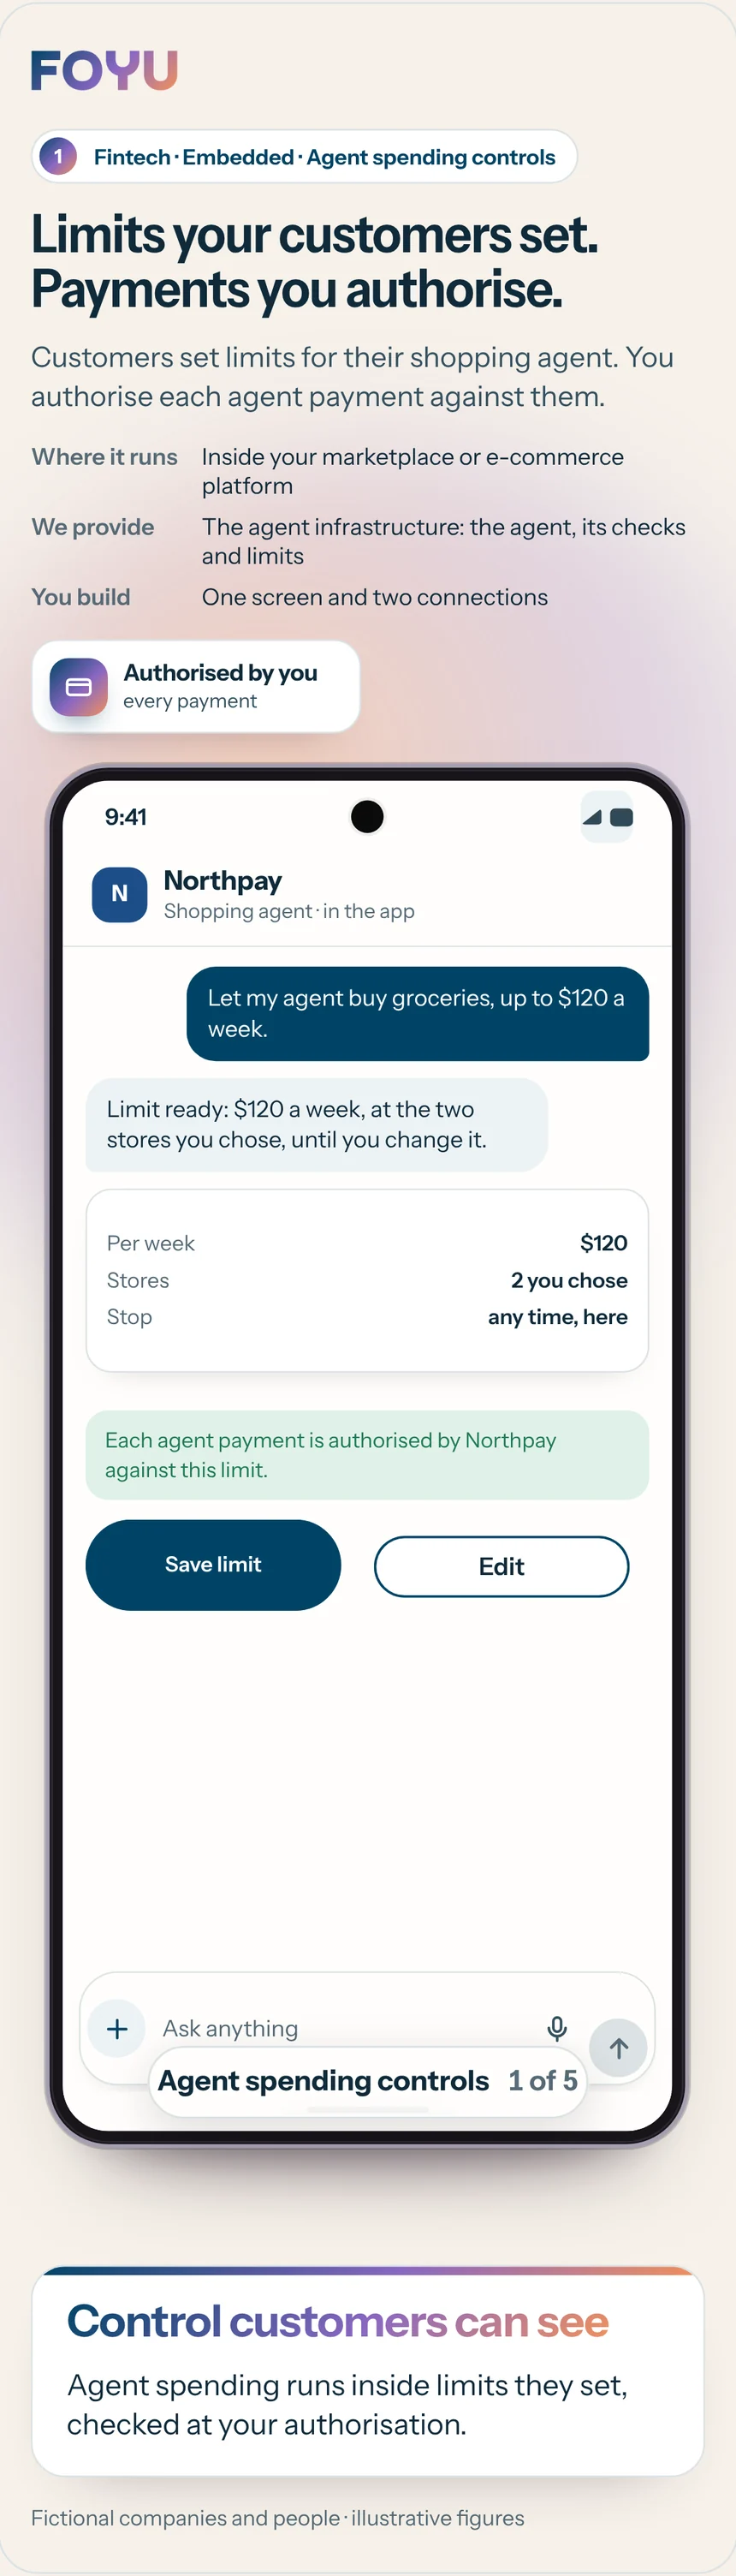 FOYU
1 Fintech · Embedded · Agent spending controls
Limits your customers set.
Payments you authorise.
Customers set limits for their shopping agent. You
authorise each agent payment against them.
Where it runs Inside your marketplace or e-commerce
platform
We provide The agent infrastructure: the agent, its checks
and limits
You build One screen and two connections
Authorised by you
every payment
9:41
N Northpay
Shopping agent · in the app
Let my agent buy groceries, up to $120 a
week.
Limit ready: $120 a week, at the two
stores you chose, until you change it.
Per week $120
Stores 2 you chose
Stop any time, here
Each agent payment is authorised by Northpay
against this limit.
Save limit Edit
Ask anything
Agent spending controls 1 of 5
Control customers can see
Agent spending runs inside limits they set,
checked at your authorisation.
Fictional companies and people · illustrative figures